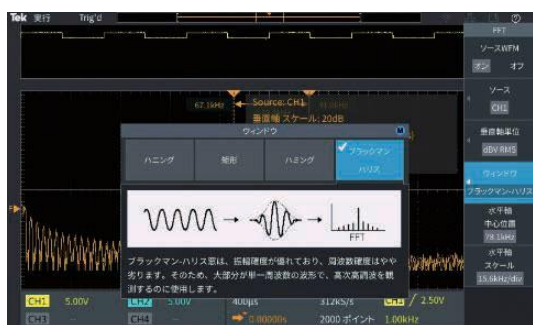 Tek 実行 Trig'd
FFT
ソースWFM
オン オフ
ソース
CH1
垂直軸単位
dBV RMS
ウィンドウ
ブラックマン-ハリス
水平軸
中心位置
78.1kHz
水平軸
スケール
15.6kHz/div
67.1kHz
Source: CH1
垂直軸 スケール: 20dB
ウィンドウ
ハニング
矩形
ハミング
ブラックマン
ハリス
FFT
ブラックマン-ハリス窓は、振幅確度が優れており、周波数確度はやや
劣ります。そのため、大部分が単一周波数の波形で、高次高調波を観
測するのに使用します。
CH1 5.00V
CH2 5.00V
400µs
312kS/s
CH1 / 2.50V
CH3 --
CH4 --
0.00000s
2000 ポイント
1.00kHz